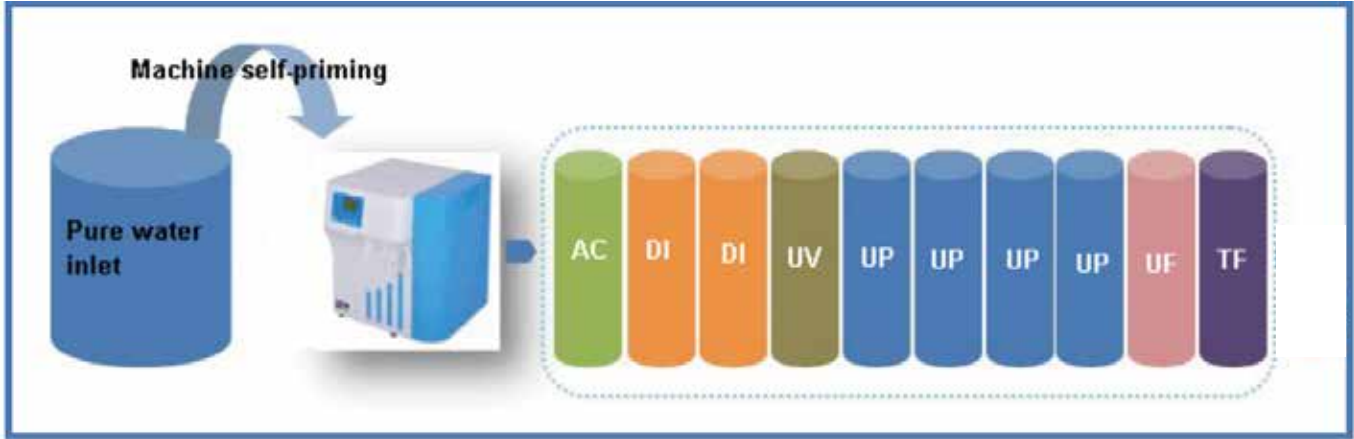 Machine self-priming
Pure water
inlet
AC DI DI UV UP UP UP UP UF TF